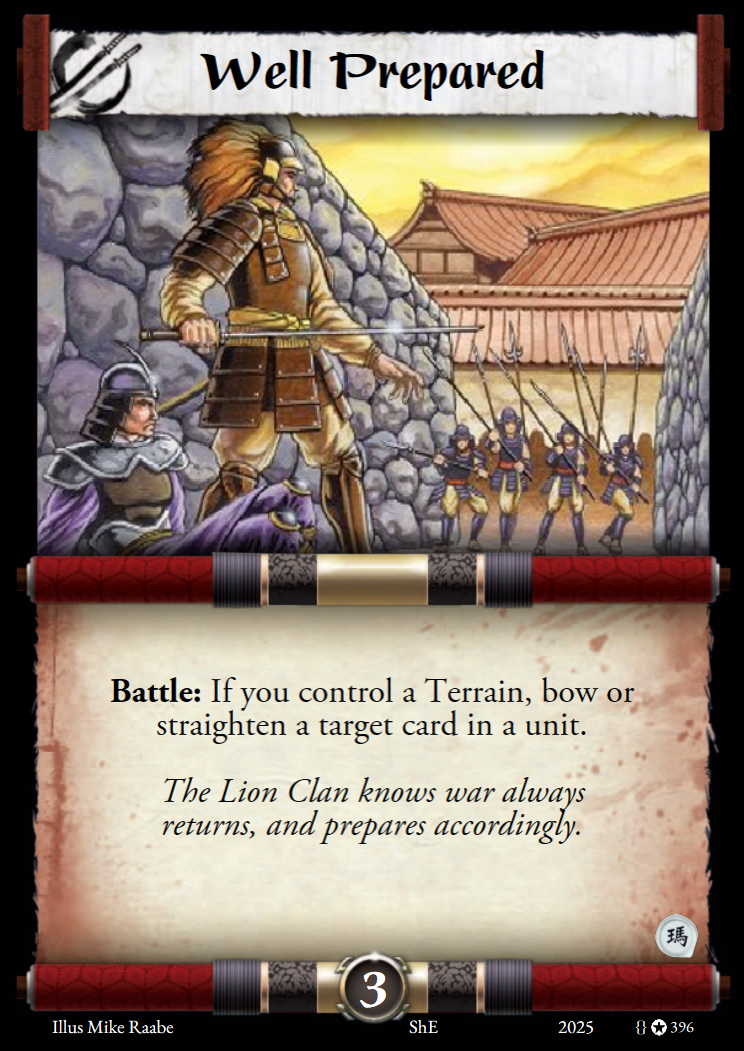 Well Prepared
Battle: If you control a Terrain, bow or
straighten a target card in a unit.
The Lion Clan knows war always
returns, and prepares accordingly.
瑪
3
Illus Mike Raabe ShE 2025 {} ✪ 396